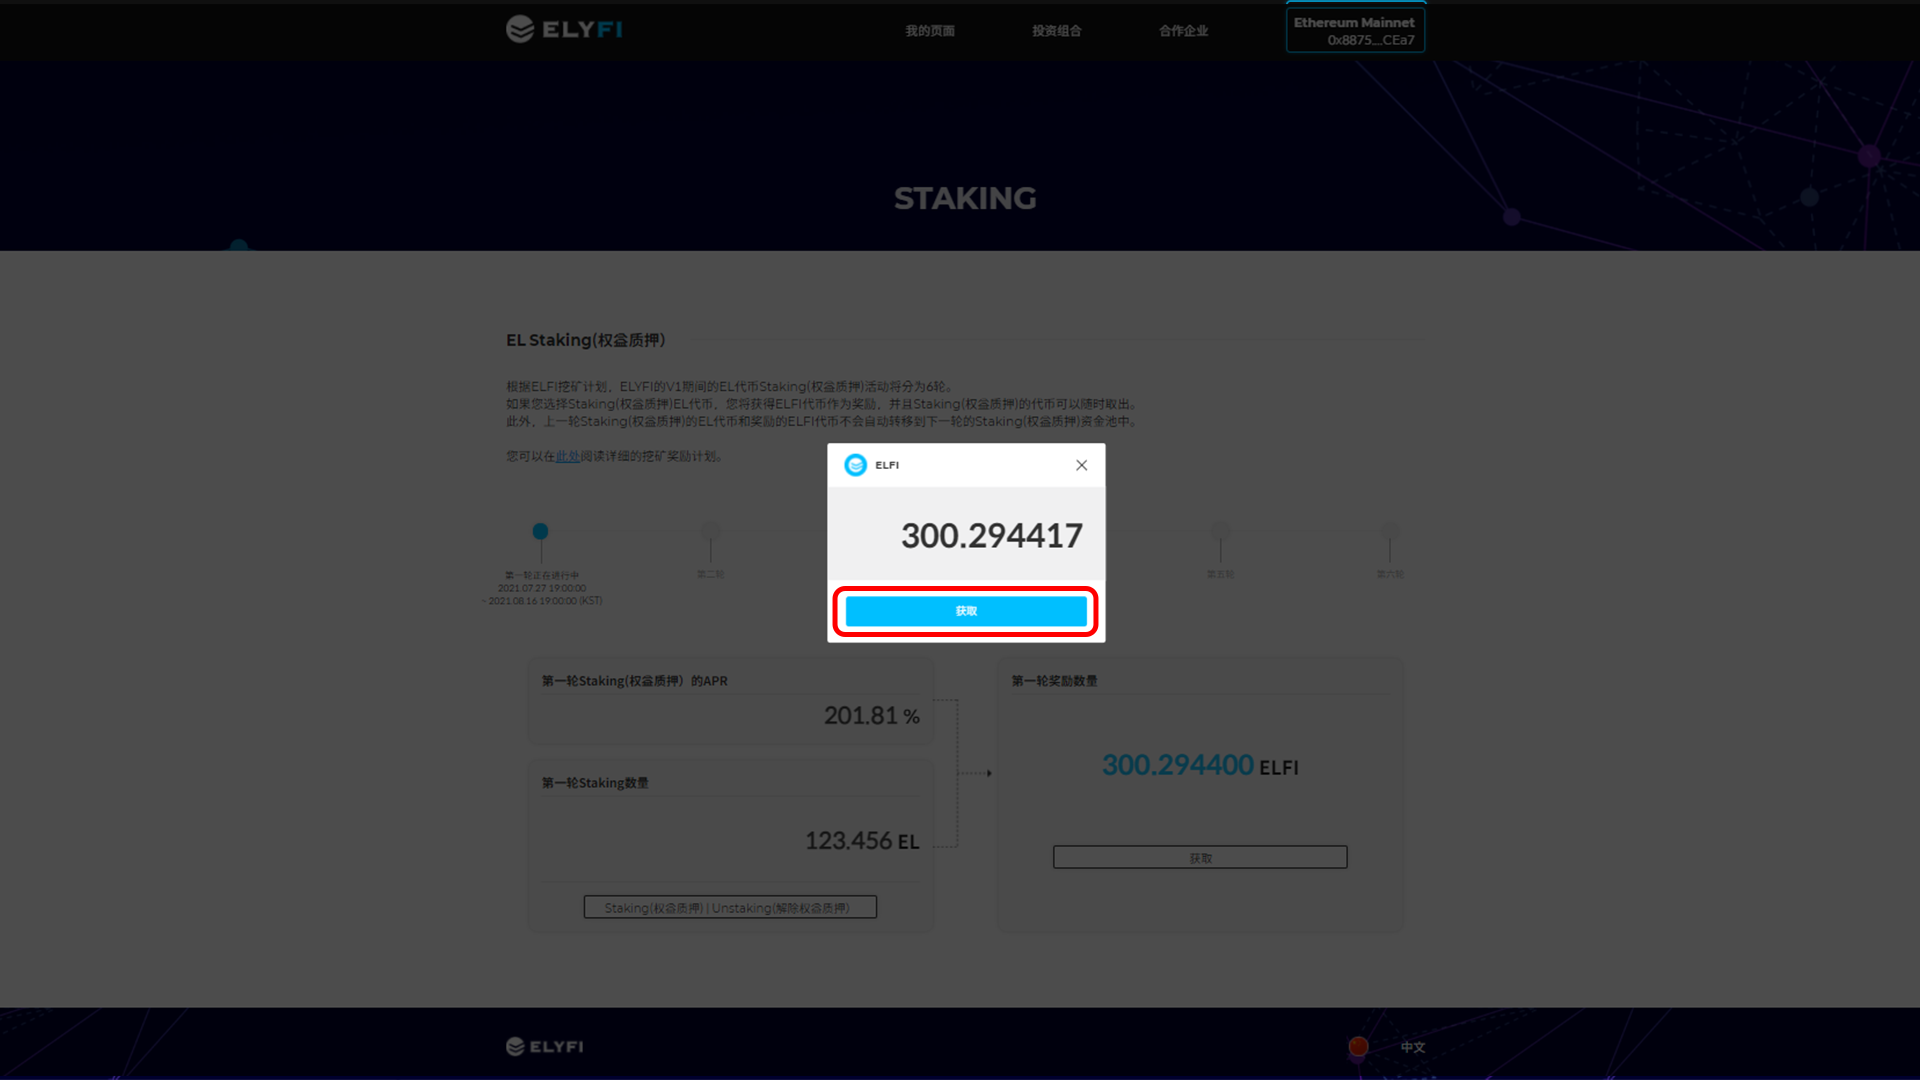 ELYFI
我的页面
投资组合
合作企业
Ethereum Mainnet
0x8875....CEa7
STAKING
EL Staking(权益质押)
根据ELFI挖矿计划，ELYFI的V1期间的EL代币Staking(权益质押)活动将分为6轮。
如果您选择Staking(权益质押)EL代币，您将获得ELFI代币作为奖励，并且Staking(权益质押)的代币可以随时取出。
此外，上一轮Staking(权益质押)的EL代币和奖励的ELFI代币不会自动转移到下一轮的Staking(权益质押)资金池中。
您可以在此处阅读详细的挖矿奖励计划。
ELFI
300.294417
获取
第一轮正在进行中
2021.07.27 19:00:00
~ 2021.08.16 19:00:00 (KST)
第二轮
第五轮
第六轮
第一轮Staking(权益质押）的APR
201.81 %
第一轮Staking数量
123.456 EL
Staking(权益质押) | Unstaking(解除权益质押)
第一轮奖励数量
300.294400 ELFI
获取
ELYFI
中文